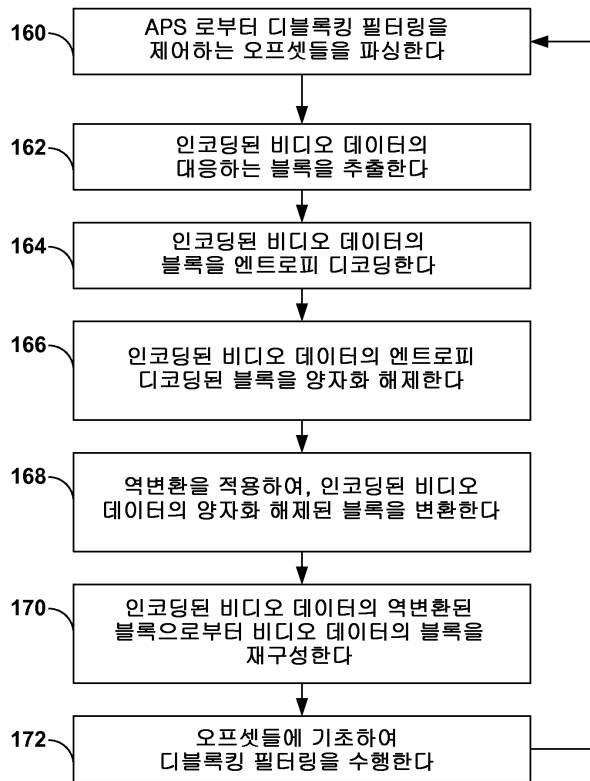 160
APS 로부터 디블록킹 필터링을
제어하는 오프셋들을 파싱한다
162
인코딩된 비디오 데이터의
대응하는 블록을 추출한다
164
인코딩된 비디오 데이터의
블록을 엔트로피 디코딩한다
166
인코딩된 비디오 데이터의 엔트로피
디코딩된 블록을 양자화 해제한다
168
역변환을 적용하여, 인코딩된 비디오
데이터의 양자화 해제된 블록을 변환한다
170
인코딩된 비디오 데이터의 역변환된
블록으로부터 비디오 데이터의 블록을
재구성한다
172
오프셋들에 기초하여
디블록킹 필터링을 수행한다